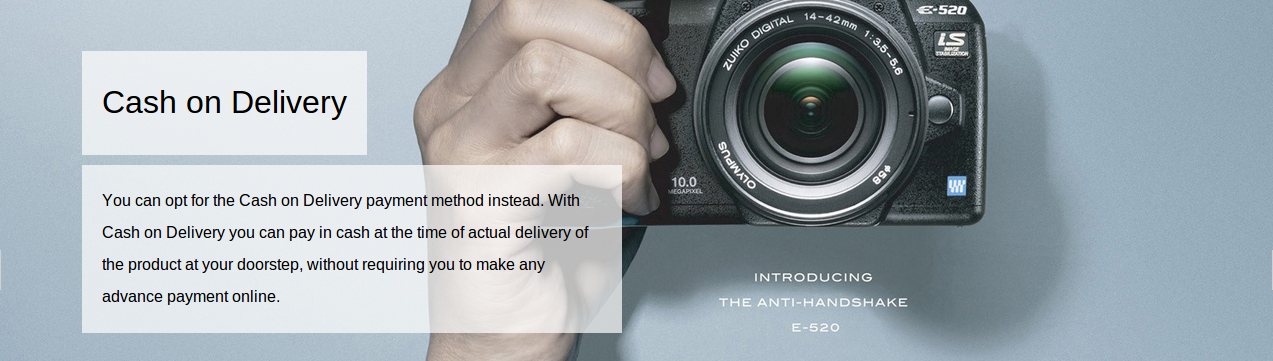 Cash on Delivery
You can opt for the Cash on Delivery payment method instead. With
Cash on Delivery you can pay in cash at the time of actual delivery of
the product at your doorstep, without requiring you to make any
advance payment online.
E-520
IS
IMAGE
STABILIZATION
ZUIKO DIGITAL 14-42mm 1:3.5-5.6
OLYMPUS
ø58
10.0
MEGAPIXEL
INTRODUCING
THE ANTI-HANDSHAKE
E-520